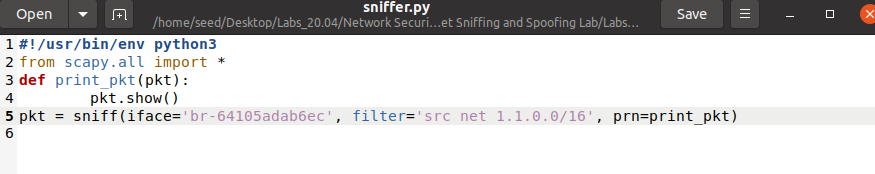 Open
sniffer.py
/home/seed/Desktop/Labs_20.04/Network Securi...et Sniffing and Spoofing Lab/Labs...
Save
1 #!/usr/bin/env python3
2 from scapy.all import *
3 def print_pkt(pkt):
4         pkt.show()
5 pkt = sniff(iface='br-64105adab6ec', filter='src net 1.1.0.0/16', prn=print_pkt)
6